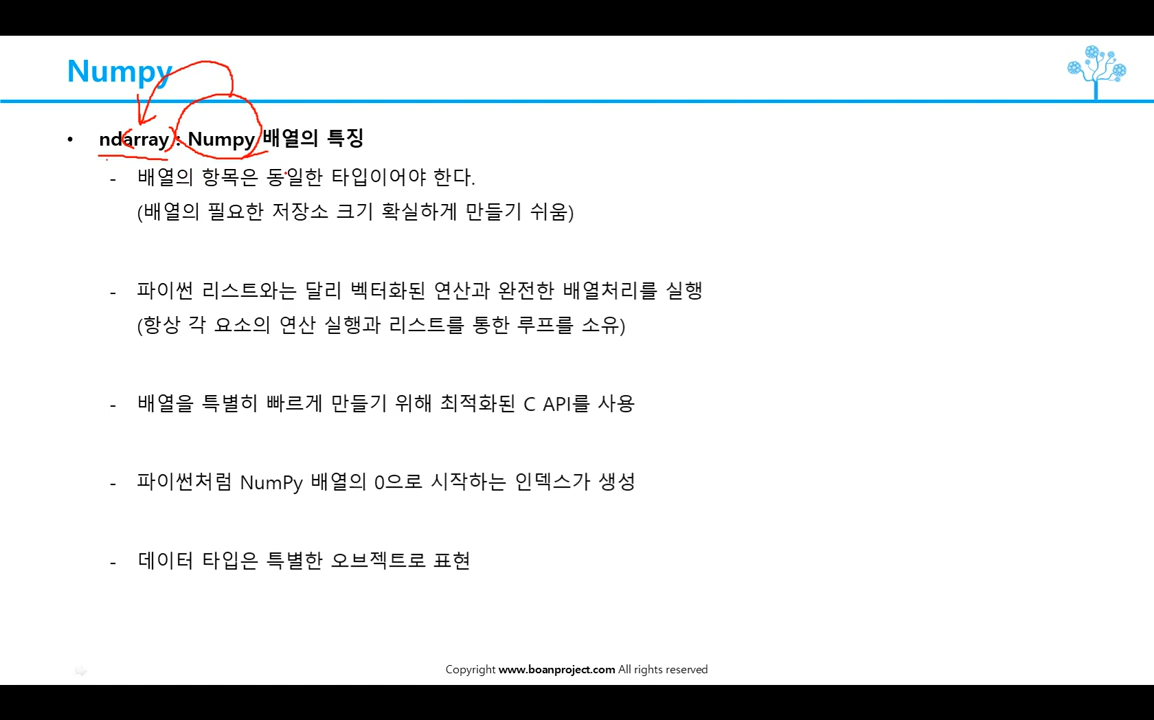 Numpy
• ndarray : Numpy 배열의 특징
- 배열의 항목은 동일한 타입이어야 한다.
(배열의 필요한 저장소 크기 확실하게 만들기 쉬움)
- 파이썬 리스트와는 달리 벡터화된 연산과 완전한 배열처리를 실행
(항상 각 요소의 연산 실행과 리스트를 통한 루프를 소유)
- 배열을 특별히 빠르게 만들기 위해 최적화된 C API를 사용
- 파이썬처럼 NumPy 배열의 0으로 시작하는 인덱스가 생성
- 데이터 타입은 특별한 오브젝트로 표현
Copyright www.boanproject.com All rights reserved